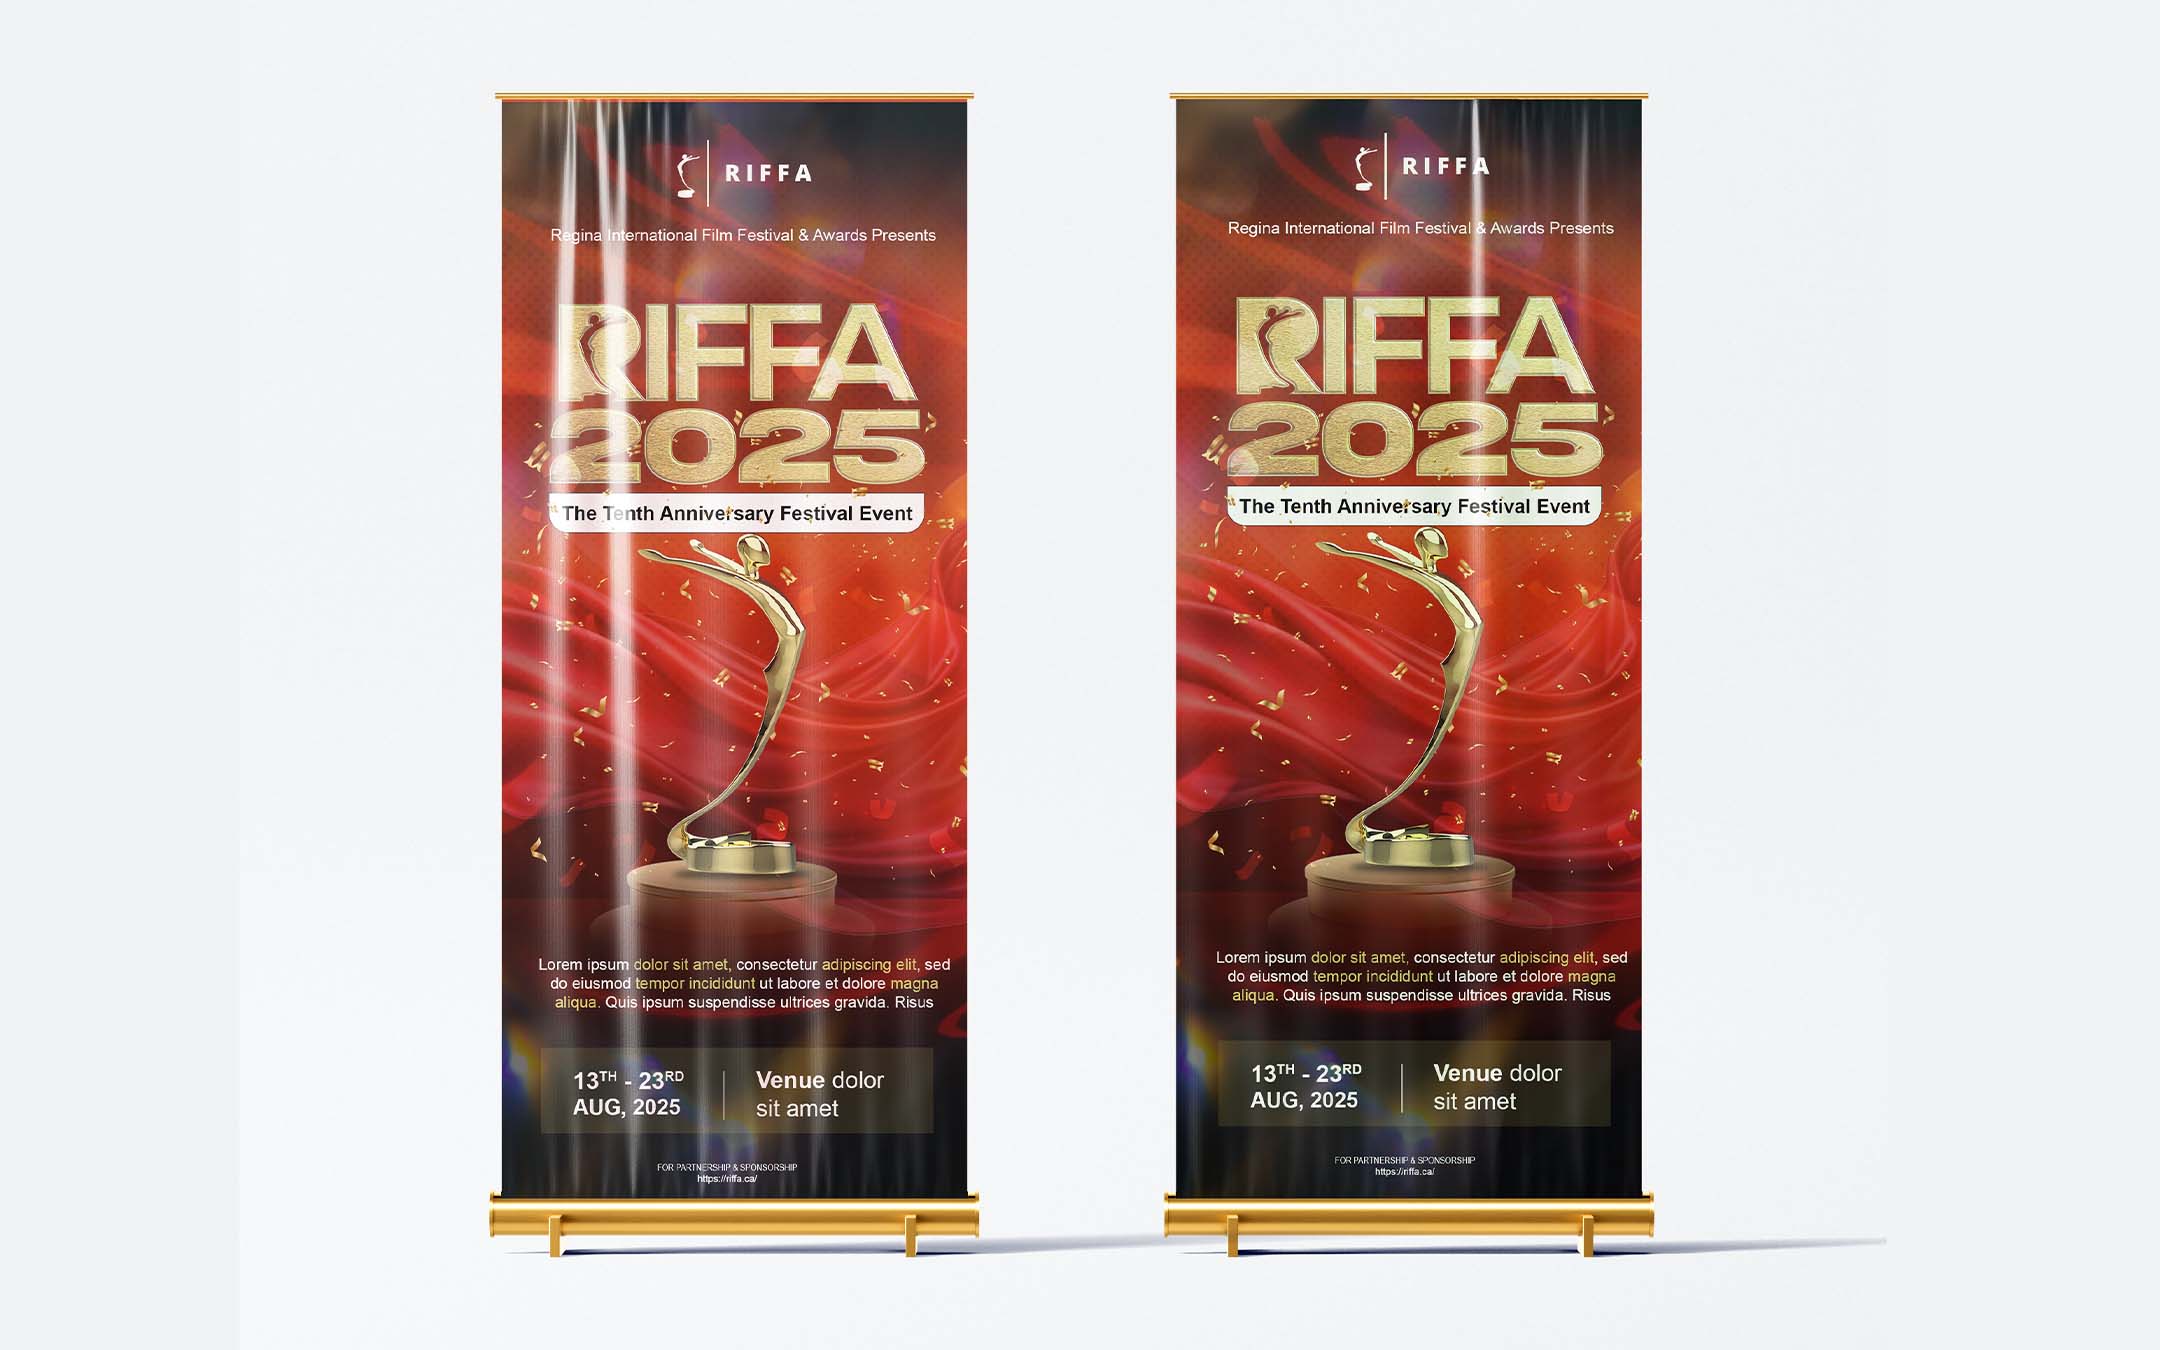 RIFFA
Regina International Film Festival & Awards Presents
RIFFA
2025
The Tenth Anniversary Festival Event
Lorem ipsum dolor sit amet, consectetur adipiscing elit, sed
do eiusmod tempor incididunt ut labore et dolore magna
aliqua. Quis ipsum suspendisse ultrices gravida. Risus
13TH - 23RD
AUG, 2025
Venue dolor
sit amet
FOR PARTNERSHIP & SPONSORSHIP
https://riffa.ca/
RIFFA
Regina International Film Festival & Awards Presents
RIFFA
2025
The Tenth Anniversary Festival Event
Lorem ipsum dolor sit amet, consectetur adipiscing elit, sed
do eiusmod tempor incididunt ut labore et dolore magna
aliqua. Quis ipsum suspendisse ultrices gravida. Risus
13TH - 23RD
AUG, 2025
Venue dolor
sit amet
FOR PARTNERSHIP & SPONSORSHIP
https://riffa.ca/